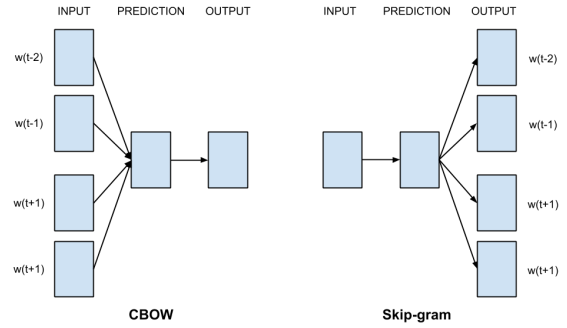 INPUT PREDICTION OUTPUT
w(t-2)
w(t-1)
w(t+1)
w(t+1)
CBOW
INPUT PREDICTION OUTPUT
w(t-2)
w(t-1)
w(t+1)
w(t+1)
Skip-gram